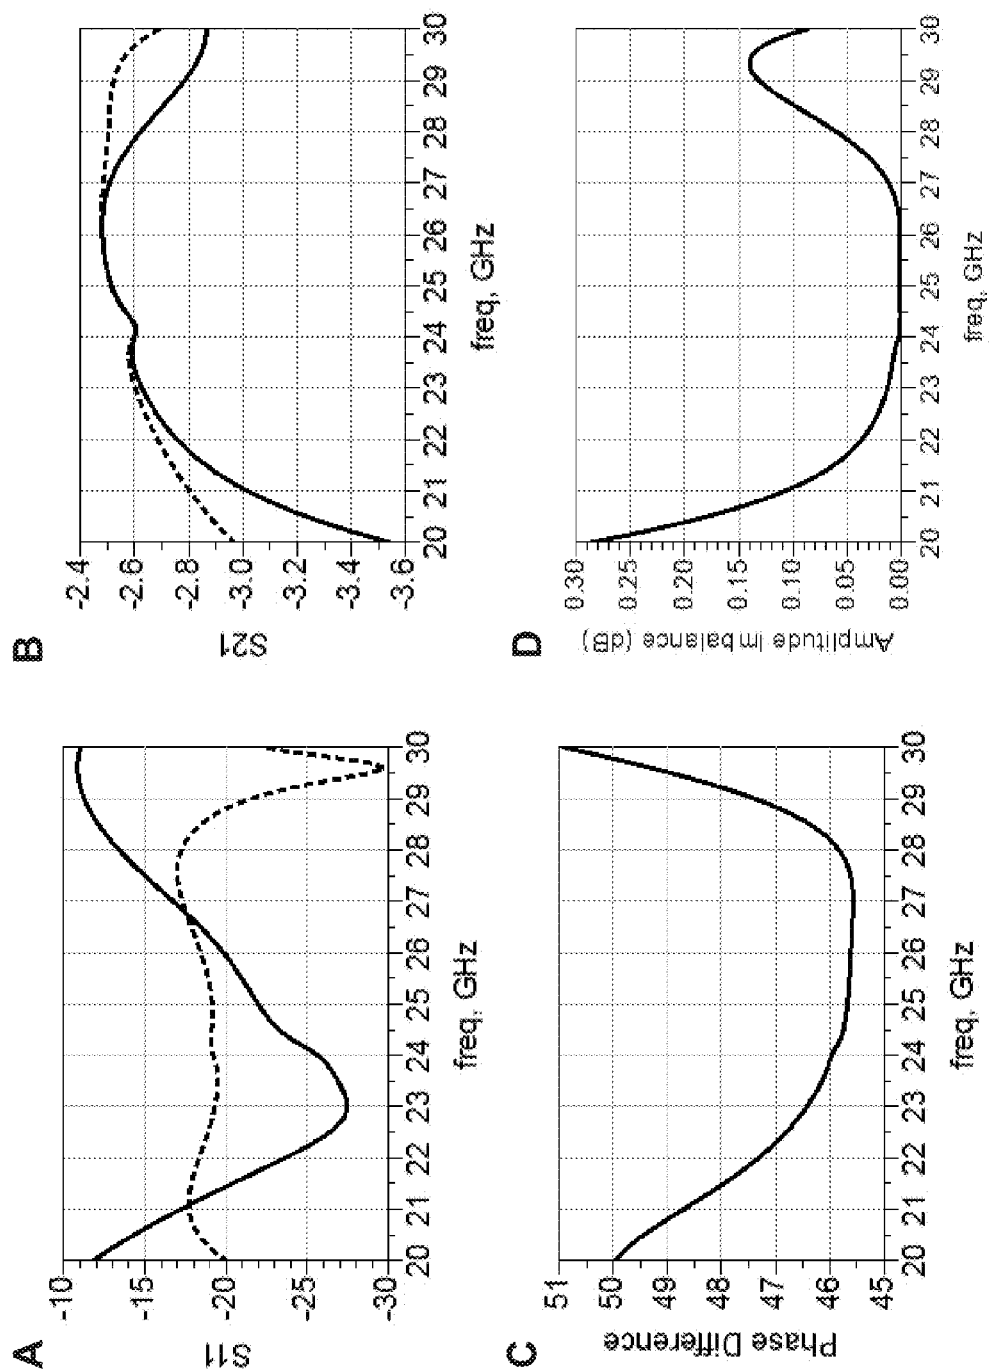 A
-10
-15
-20
-25
-30
S11
20 21 22 23 24 25 26 27 28 29 30
freq, GHz
B
-2.4
-2.6
-2.8
-3.0
-3.2
-3.4
-3.6
S21
20 21 22 23 24 25 26 27 28 29 30
freq, GHz
C
51
50
49
48
47
46
45
Phase Difference
20 21 22 23 24 25 26 27 28 29 30
freq, GHz
D
0.30
0.25
0.20
0.15
0.10
0.05
0.00
Amplitude Imbalance (dB)
20 21 22 23 24 25 26 27 28 29 30
freq, GHz